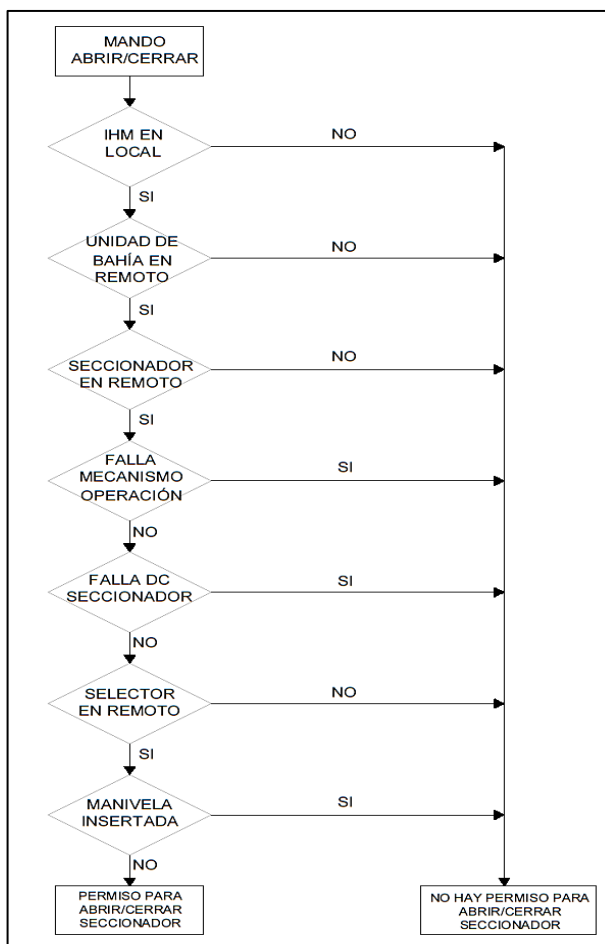 MANDO
ABRIR/CERRAR
IHM EN
LOCAL
NO
SI
UNIDAD DE
BAHÍA EN
REMOTO
NO
SI
SECCIONADOR
EN REMOTO
NO
SI
FALLA
MECANISMO
OPERACIÓN
SI
NO
FALLA DC
SECCIONADOR
SI
NO
SELECTOR
EN REMOTO
NO
SI
MANIVELA
INSERTADA
SI
NO
PERMISO PARA
ABRIR/CERRAR
SECCIONADOR
NO HAY PERMISO PARA
ABRIR/CERRAR
SECCIONADOR